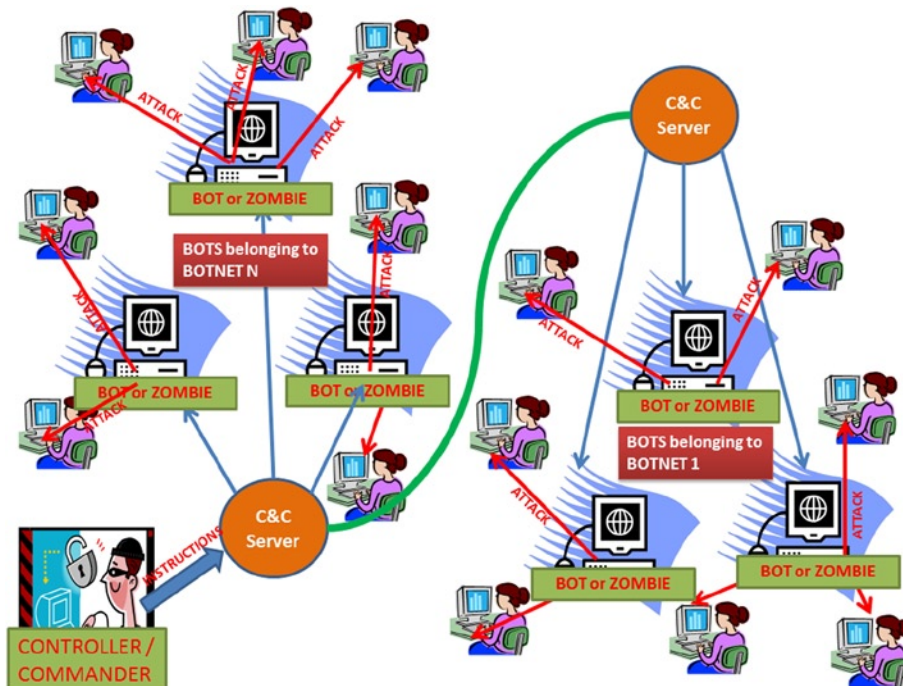 ATTACK
ATTACK
ATTACK
BOT or ZOMBIE
BOTS belonging to
BOTNET N
ATTACK
ATTACK
BOT or ZOMBIE
ATTACK
BOT or ZOMBIE
C&C
Server
INSTRUCTIONS
CONTROLLER /
COMMANDER
C&C
Server
ATTACK
ATTACK
BOT or ZOMBIE
BOTS belonging to
BOTNET 1
ATTACK
BOT or ZOMBIE
ATTACK
BOT or ZOMBIE